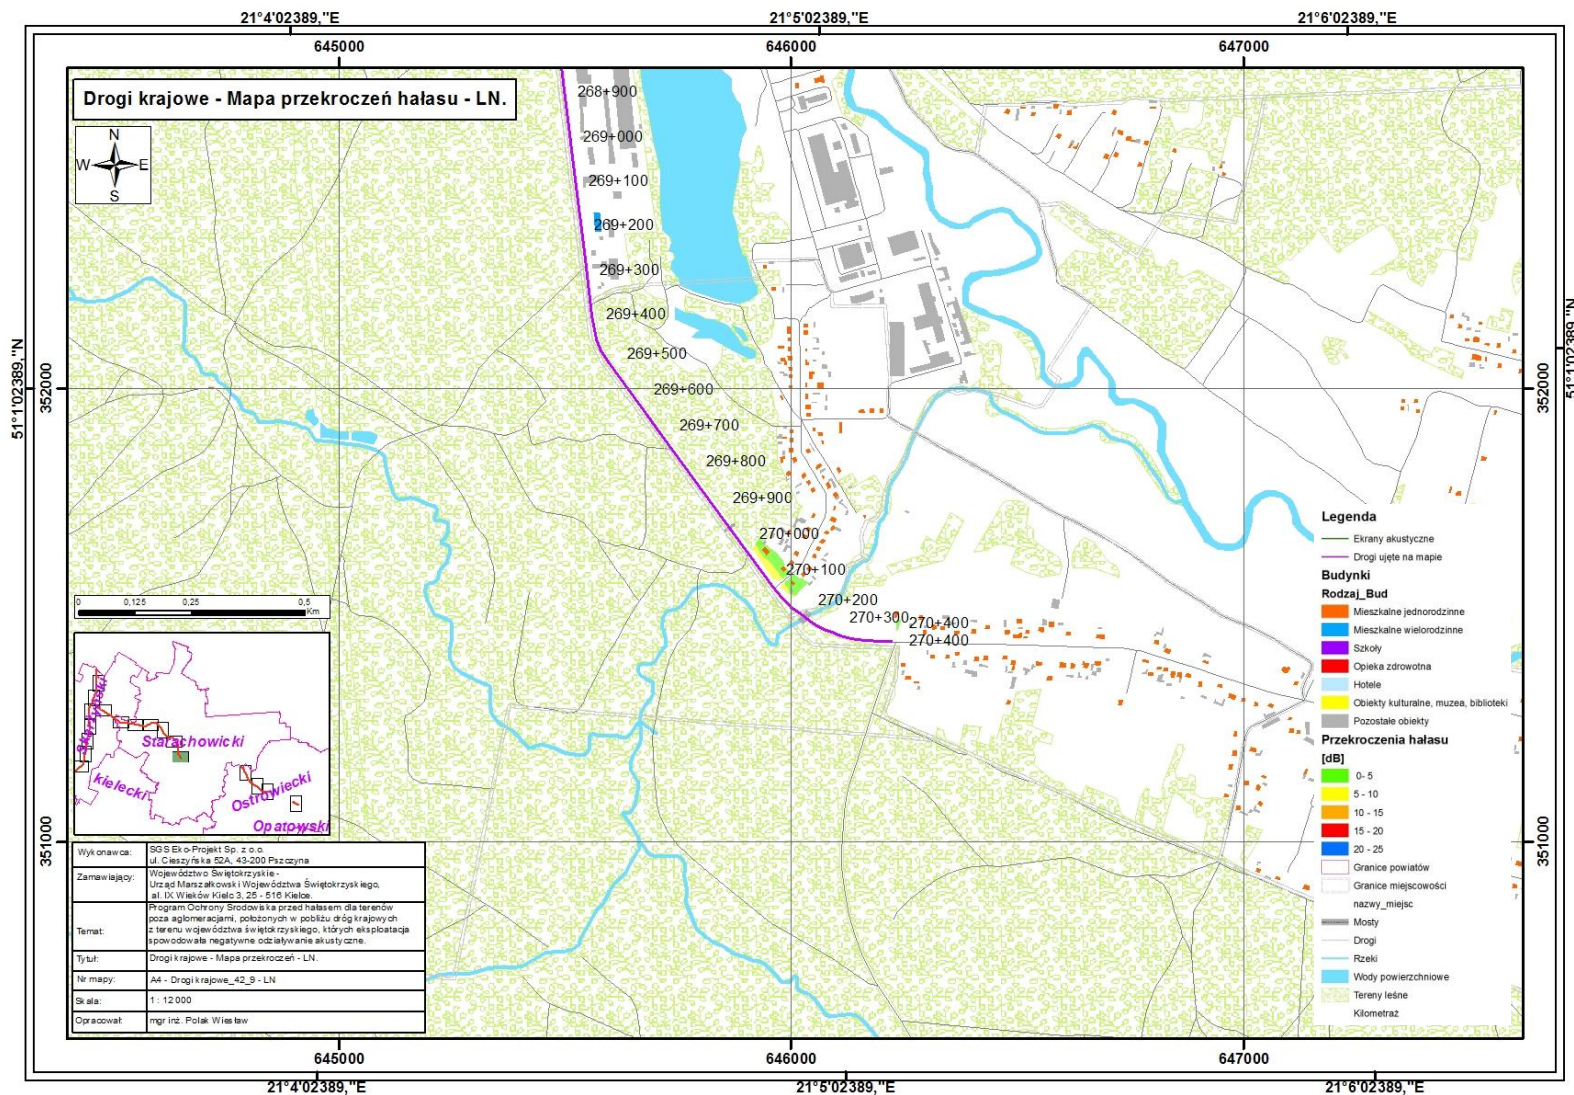 21°4'02389,"E
21°5'02389,"E
21°6'02389,"E
645000
646000
647000
Drogi krajowe - Mapa przekroczeń hałasu - LN.
N
W
E
S
268+900
269+000
269+100
269+200
269+300
269+400
269+500
269+600
269+700
269+800
269+900
270+000
270+100
270+200
270+300
270+400
270+400
51°1'02389,"N
352000
352000
51°1'02389,"N
351000
351000
0
0,125
0,25
0,5
Km
Skarżyski
Starachowicki
kielecki
Ostrowiecki
Opatowski
Legenda
Ekrany akustyczne
Drogi ujęte na mapie
Budynki
Rodzaj_Bud
Mieszkalne jednorodzinne
Mieszkalne wielorodzinne
Szkoły
Opieka zdrowotna
Hotele
Obiekty kulturalne, muzea, biblioteki
Pozostałe obiekty
Przekroczenia hałasu
[dB]
0- 5
5 - 10
10 - 15
15 - 20
20 - 25
Granice powiatów
Granice miejscowości
nazwy_miejsc
Mosty
Drogi
Rzeki
Wody powierzchniowe
Tereny leśne
Kilometraż
Wykonawca:
SGS Eko-Projekt Sp. z o.o.
ul. Cieszyńska 52A, 43-200 Pszczyna
Zamawiający:
Województwo Świętokrzyskie -
Urząd Marszałkowski Województwa Świętokrzyskiego,
al. IX Wieków Kielc 3, 25 - 516 Kielce.
Temat:
Program Ochrony Środowiska przed hałasem dla terenów
poza aglomeracjami, położonych w pobliżu dróg krajowych
z terenu województwa świętokrzyskiego, których eksploatacja
spowodowała negatywne odziaływanie akustyczne.
Tytuł:
Drogi krajowe - Mapa przekroczeń - LN.
Nr mapy:
A4 - Drogi krajowe_42_9 - LN
Skala:
1 : 12 000
Opracował:
mgr inż. Polak Wiesław
645000
646000
647000
21°4'02389,"E
21°5'02389,"E
21°6'02389,"E